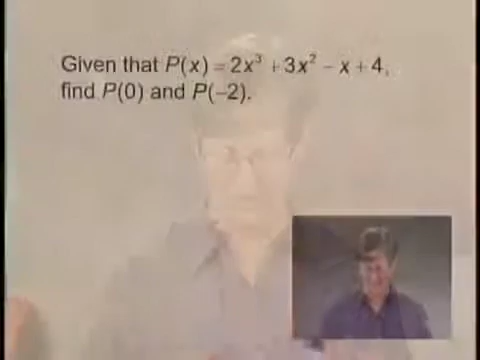 Given that P(x) = 2x³ + 3x² − x + 4,
find P(0) and P(−2).